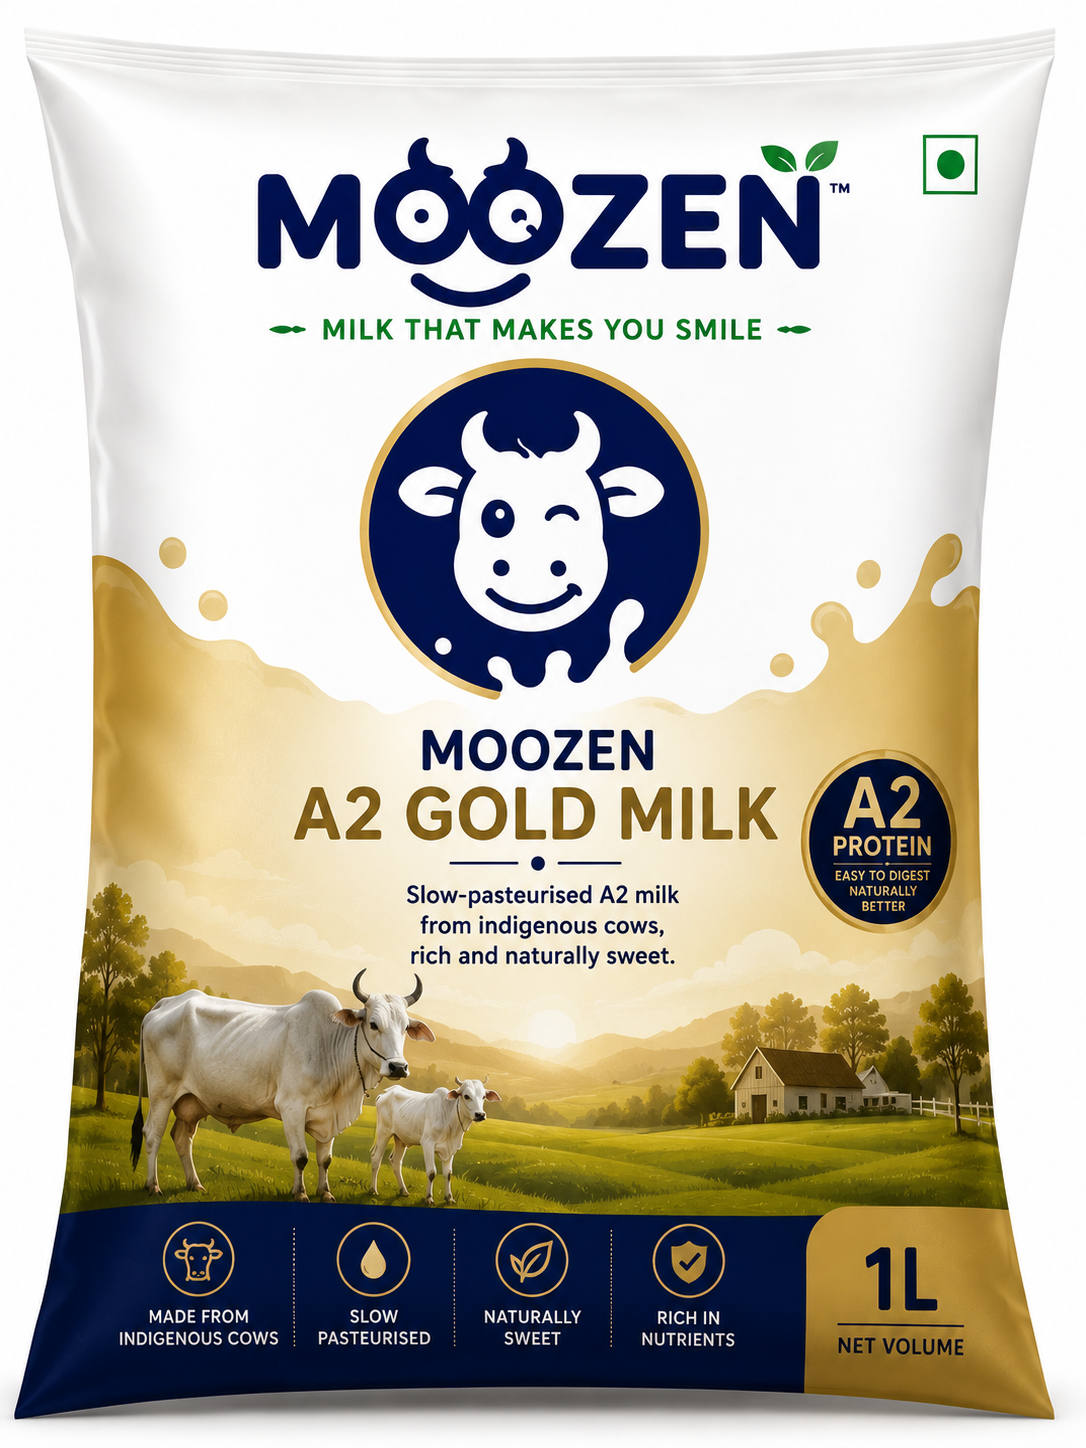 MOOZEN™
MILK THAT MAKES YOU SMILE
MOOZEN
A2 GOLD MILK
A2
PROTEIN
EASY TO DIGEST
NATURALLY
BETTER
Slow-pasteurised A2 milk
from indigenous cows,
rich and naturally sweet.
MADE FROM
INDIGENOUS COWS
SLOW
PASTEURISED
NATURALLY
SWEET
RICH IN
NUTRIENTS
1L
NET VOLUME